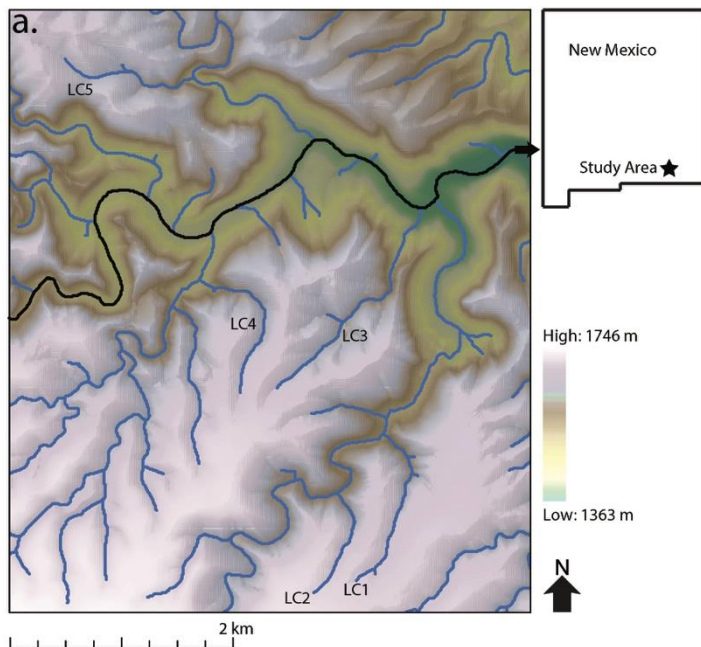 a.
LC5
LC4
LC3
LC2
LC1
2 km
New Mexico
Study Area
High: 1746 m
Low: 1363 m
N